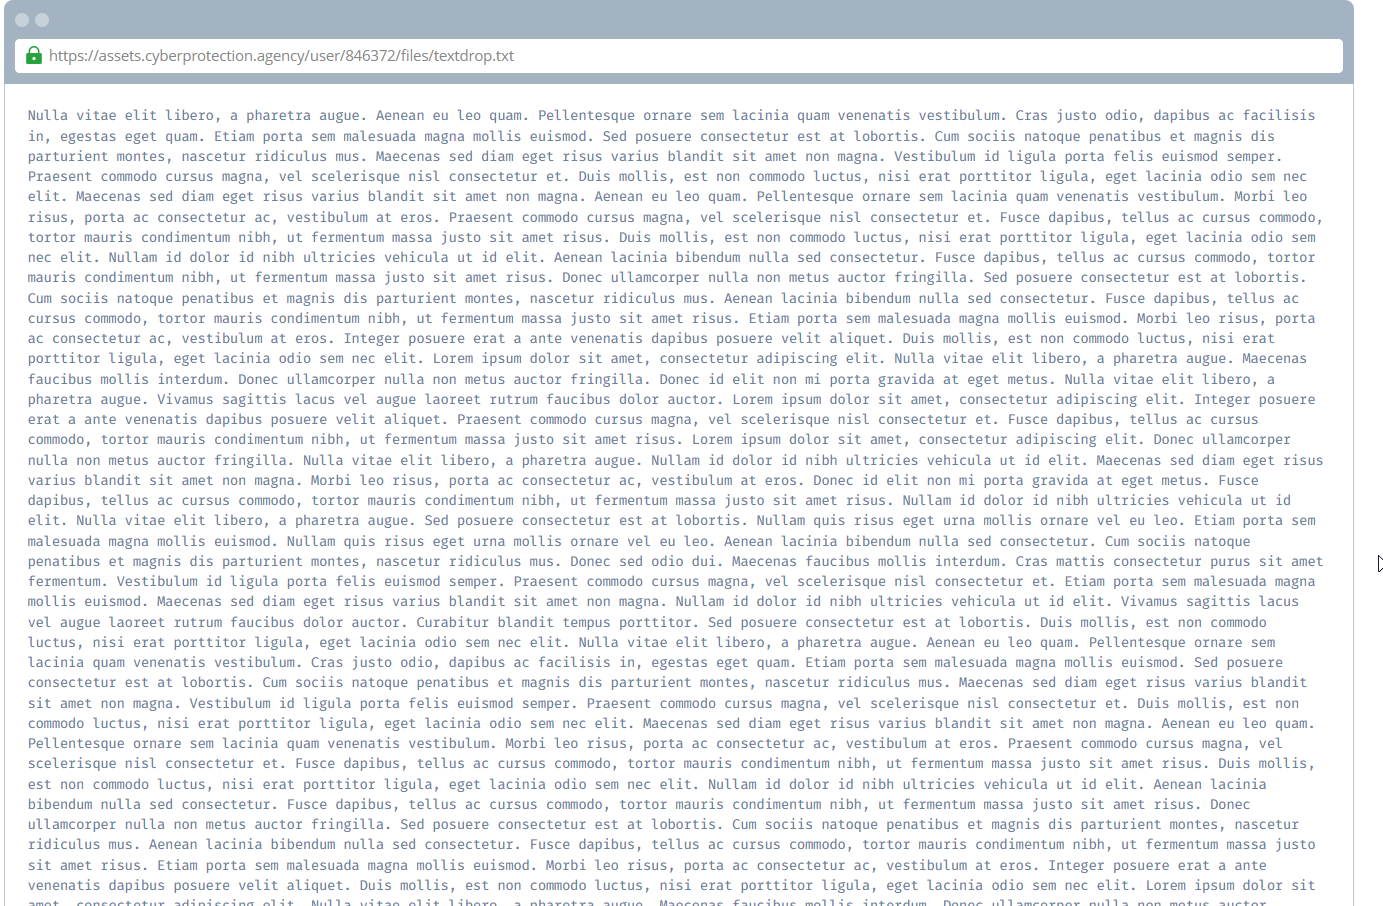 https://assets.cyberprotection.agency/user/846372/files/textdrop.txt
Nulla vitae elit libero, a pharetra augue. Aenean eu leo quam. Pellentesque ornare sem lacinia quam venenatis vestibulum. Cras justo odio, dapibus ac facilisis
in, egestas eget quam. Etiam porta sem malesuada magna mollis euismod. Sed posuere consectetur est at lobortis. Cum sociis natoque penatibus et magnis dis
parturient montes, nascetur ridiculus mus. Maecenas sed diam eget risus varius blandit sit amet non magna. Vestibulum id ligula porta felis euismod semper.
Praesent commodo cursus magna, vel scelerisque nisl consectetur et. Duis mollis, est non commodo luctus, nisi erat porttitor ligula, eget lacinia odio sem nec
elit. Maecenas sed diam eget risus varius blandit sit amet non magna. Aenean eu leo quam. Pellentesque ornare sem lacinia quam venenatis vestibulum. Morbi leo
risus, porta ac consectetur ac, vestibulum at eros. Praesent commodo cursus magna, vel scelerisque nisl consectetur et. Fusce dapibus, tellus ac cursus commodo,
tortor mauris condimentum nibh, ut fermentum massa justo sit amet risus. Duis mollis, est non commodo luctus, nisi erat porttitor ligula, eget lacinia odio sem
nec elit. Nullam id dolor id nibh ultricies vehicula ut id elit. Aenean lacinia bibendum nulla sed consectetur. Fusce dapibus, tellus ac cursus commodo, tortor
mauris condimentum nibh, ut fermentum massa justo sit amet risus. Donec ullamcorper nulla non metus auctor fringilla. Sed posuere consectetur est at lobortis.
Cum sociis natoque penatibus et magnis dis parturient montes, nascetur ridiculus mus. Aenean lacinia bibendum nulla sed consectetur. Fusce dapibus, tellus ac
cursus commodo, tortor mauris condimentum nibh, ut fermentum massa justo sit amet risus. Etiam porta sem malesuada magna mollis euismod. Morbi leo risus, porta
ac consectetur ac, vestibulum at eros. Integer posuere erat a ante venenatis dapibus posuere velit aliquet. Duis mollis, est non commodo luctus, nisi erat
porttitor ligula, eget lacinia odio sem nec elit. Lorem ipsum dolor sit amet, consectetur adipiscing elit. Nulla vitae elit libero, a pharetra augue. Maecenas
faucibus mollis interdum. Donec ullamcorper nulla non metus auctor fringilla. Donec id elit non mi porta gravida at eget metus. Nulla vitae elit libero, a
pharetra augue. Vivamus sagittis lacus vel augue laoreet rutrum faucibus dolor auctor. Lorem ipsum dolor sit amet, consectetur adipiscing elit. Integer posuere
erat a ante venenatis dapibus posuere velit aliquet. Praesent commodo cursus magna, vel scelerisque nisl consectetur et. Fusce dapibus, tellus ac cursus
commodo, tortor mauris condimentum nibh, ut fermentum massa justo sit amet risus. Lorem ipsum dolor sit amet, consectetur adipiscing elit. Donec ullamcorper
nulla non metus auctor fringilla. Nulla vitae elit libero, a pharetra augue. Nullam id dolor id nibh ultricies vehicula ut id elit. Maecenas sed diam eget risus
varius blandit sit amet non magna. Morbi leo risus, porta ac consectetur ac, vestibulum at eros. Donec id elit non mi porta gravida at eget metus. Fusce
dapibus, tellus ac cursus commodo, tortor mauris condimentum nibh, ut fermentum massa justo sit amet risus. Nullam id dolor id nibh ultricies vehicula ut id
elit. Nulla vitae elit libero, a pharetra augue. Sed posuere consectetur est at lobortis. Nullam quis risus eget urna mollis ornare vel eu leo. Etiam porta sem
malesuada magna mollis euismod. Nullam quis risus eget urna mollis ornare vel eu leo. Aenean lacinia bibendum nulla sed consectetur. Cum sociis natoque
penatibus et magnis dis parturient montes, nascetur ridiculus mus. Donec sed odio dui. Maecenas faucibus mollis interdum. Cras mattis consectetur purus sit amet
fermentum. Vestibulum id ligula porta felis euismod semper. Praesent commodo cursus magna, vel scelerisque nisl consectetur et. Etiam porta sem malesuada magna
mollis euismod. Maecenas sed diam eget risus varius blandit sit amet non magna. Nullam id dolor id nibh ultricies vehicula ut id elit. Vivamus sagittis lacus
vel augue laoreet rutrum faucibus dolor auctor. Curabitur blandit tempus porttitor. Sed posuere consectetur est at lobortis. Duis mollis, est non commodo
luctus, nisi erat porttitor ligula, eget lacinia odio sem nec elit. Nulla vitae elit libero, a pharetra augue. Aenean eu leo quam. Pellentesque ornare sem
lacinia quam venenatis vestibulum. Cras justo odio, dapibus ac facilisis in, egestas eget quam. Etiam porta sem malesuada magna mollis euismod. Sed posuere
consectetur est at lobortis. Cum sociis natoque penatibus et magnis dis parturient montes, nascetur ridiculus mus. Maecenas sed diam eget risus varius blandit
sit amet non magna. Vestibulum id ligula porta felis euismod semper. Praesent commodo cursus magna, vel scelerisque nisl consectetur et. Duis mollis, est non
commodo luctus, nisi erat porttitor ligula, eget lacinia odio sem nec elit. Maecenas sed diam eget risus varius blandit sit amet non magna. Aenean eu leo quam.
Pellentesque ornare sem lacinia quam venenatis vestibulum. Morbi leo risus, porta ac consectetur ac, vestibulum at eros. Praesent commodo cursus magna, vel
scelerisque nisl consectetur et. Fusce dapibus, tellus ac cursus commodo, tortor mauris condimentum nibh, ut fermentum massa justo sit amet risus. Duis mollis,
est non commodo luctus, nisi erat porttitor ligula, eget lacinia odio sem nec elit. Nullam id dolor id nibh ultricies vehicula ut id elit. Aenean lacinia
bibendum nulla sed consectetur. Fusce dapibus, tellus ac cursus commodo, tortor mauris condimentum nibh, ut fermentum massa justo sit amet risus. Donec
ullamcorper nulla non metus auctor fringilla. Sed posuere consectetur est at lobortis. Cum sociis natoque penatibus et magnis dis parturient montes, nascetur
ridiculus mus. Aenean lacinia bibendum nulla sed consectetur. Fusce dapibus, tellus ac cursus commodo, tortor mauris condimentum nibh, ut fermentum massa justo
sit amet risus. Etiam porta sem malesuada magna mollis euismod. Morbi leo risus, porta ac consectetur ac, vestibulum at eros. Integer posuere erat a ante
venenatis dapibus posuere velit aliquet. Duis mollis, est non commodo luctus, nisi erat porttitor ligula, eget lacinia odio sem nec elit. Lorem ipsum dolor sit
amet, consectetur adipiscing elit. Nulla vitae elit libero, a pharetra augue. Maecenas faucibus mollis interdum. Donec ullamcorper nulla non metus auctor